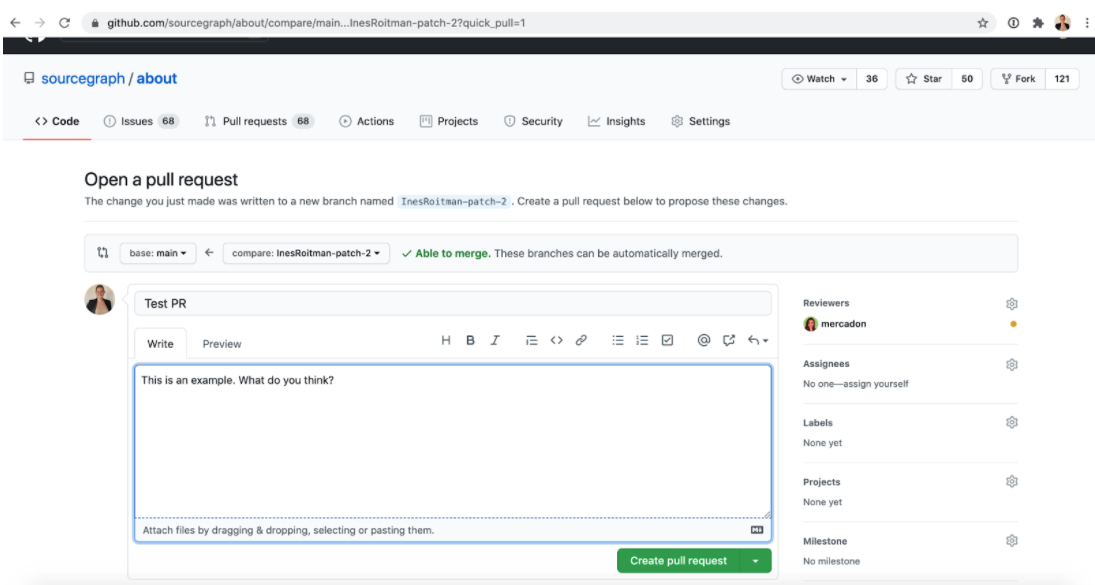 github.com/sourcegraph/about/compare/main...InesRoitman-patch-2?quick_pull=1
sourcegraph / about
Watch 36 Star 50 Fork 121
<> Code Issues 68 Pull requests 68 Actions Projects Security Insights Settings
Open a pull request
The change you just made was written to a new branch named InesRoitman-patch-2 . Create a pull request below to propose these changes.
base: main ← compare: InesRoitman-patch-2 ✓ Able to merge. These branches can be automatically merged.
Test PR
Write Preview H B I @
This is an example. What do you think?
Attach files by dragging & dropping, selecting or pasting them.
Create pull request
Reviewers
mercadon
Assignees
No one—assign yourself
Labels
None yet
Projects
None yet
Milestone
No milestone